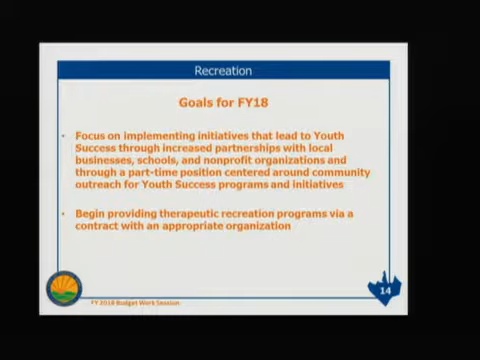 Recreation
Goals for FY18
• Focus on implementing initiatives that lead to Youth
Success through increased partnerships with local
businesses, schools, and nonprofit organizations and
through a part-time position centered around community
outreach for Youth Success programs and initiatives
• Begin providing therapeutic recreation programs via a
contract with an appropriate organization
FY 2018 Budget Work Session
14